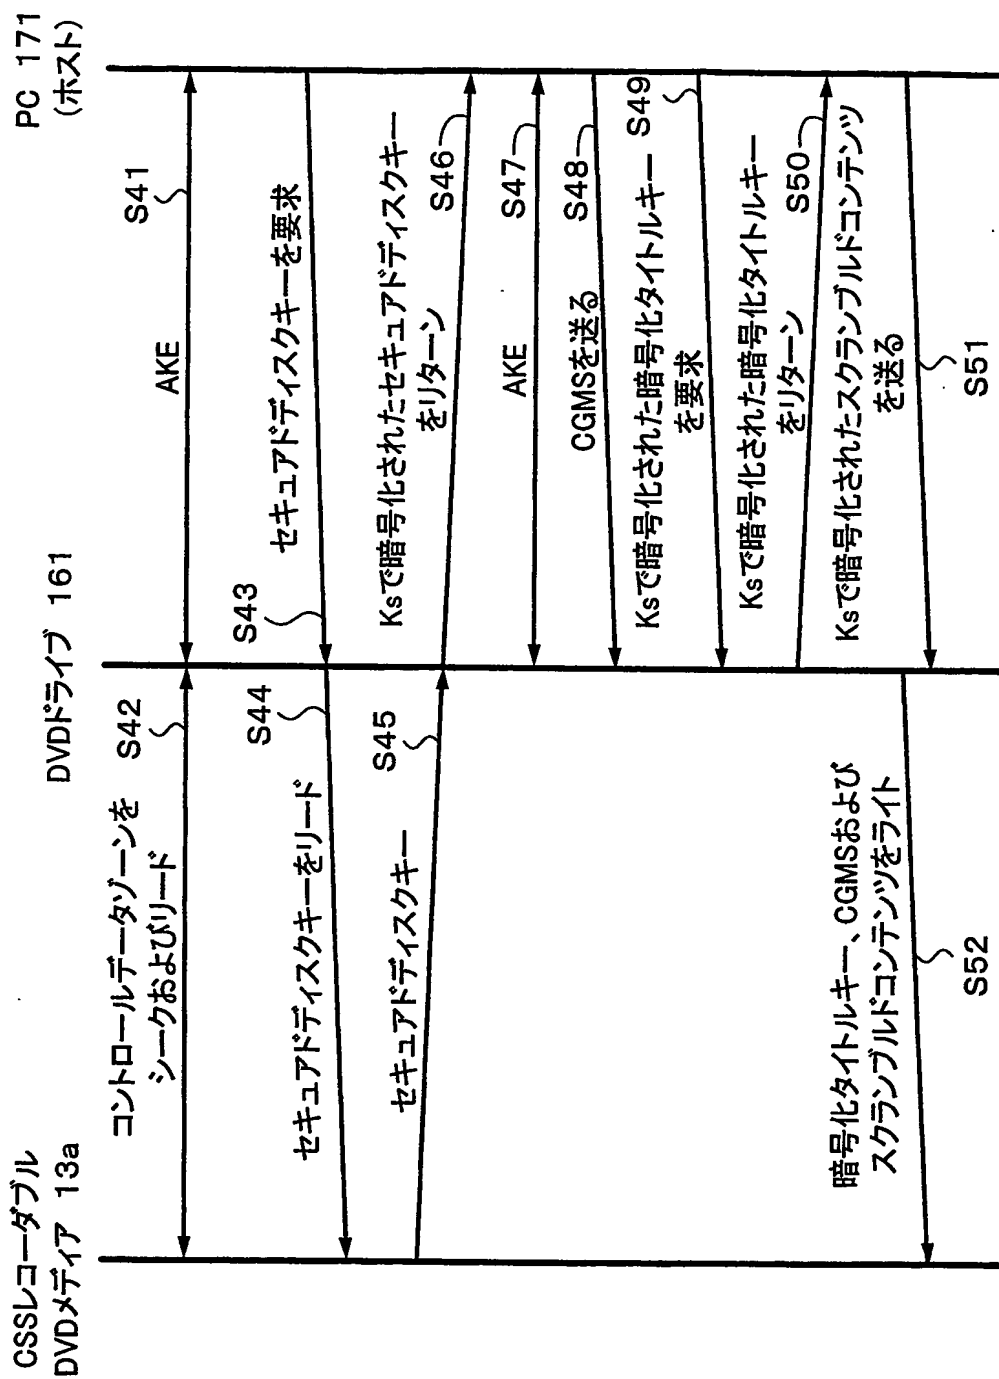 CSSレコーダブル
DVDメディア 13a
DVDドライブ 161
PC 171
(ホスト)
S41
AKE
コントロールデータゾーンを
シークおよびリード
S42
セキュアドディスクキーを要求
S43
セキュアドディスクキーをリード
S44
セキュアドディスクキー
S45
Ksで暗号化されたセキュアドディスクキー
をリターン
S46
AKE
S47
CGMSを送る
S48
Ksで暗号化された暗号化タイトルキー
を要求
S49
Ksで暗号化された暗号化タイトルキー
をリターン
S50
Ksで暗号化されたスクランブルドコンテンツ
を送る
S51
暗号化タイトルキー、CGMSおよび
スクランブルドコンテンツをライト
S52